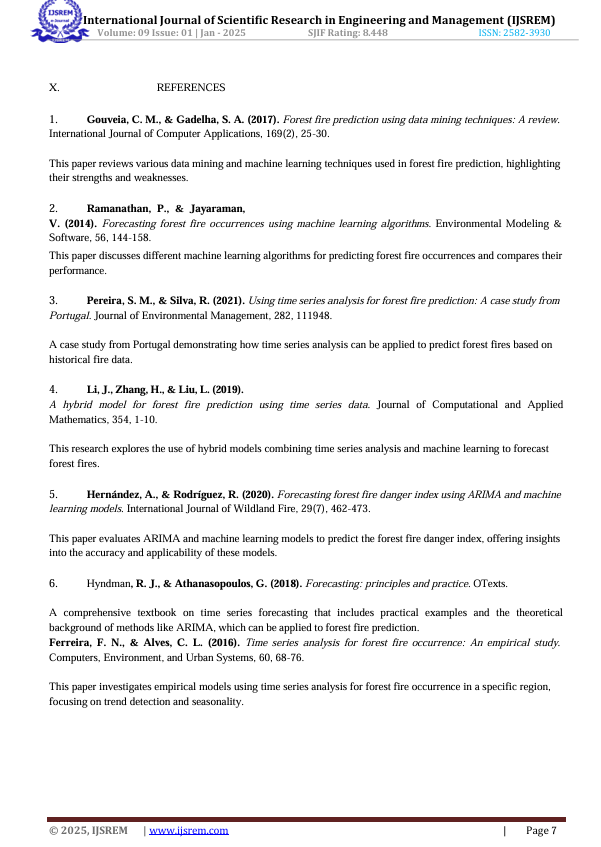 IJSREM
International Journal of Scientific Research in Engineering and Management (IJSREM)
Volume: 09 Issue: 01 | Jan - 2025 SJIF Rating: 8.448 ISSN: 2582-3930
X. REFERENCES
1. Gouveia, C. M., & Gadelha, S. A. (2017). Forest fire prediction using data mining techniques: A review.
International Journal of Computer Applications, 169(2), 25-30.
This paper reviews various data mining and machine learning techniques used in forest fire prediction, highlighting
their strengths and weaknesses.
2. Ramanathan, P., & Jayaraman,
V. (2014). Forecasting forest fire occurrences using machine learning algorithms. Environmental Modeling &
Software, 56, 144-158.
This paper discusses different machine learning algorithms for predicting forest fire occurrences and compares their
performance.
3. Pereira, S. M., & Silva, R. (2021). Using time series analysis for forest fire prediction: A case study from
Portugal. Journal of Environmental Management, 282, 111948.
A case study from Portugal demonstrating how time series analysis can be applied to predict forest fires based on
historical fire data.
4. Li, J., Zhang, H., & Liu, L. (2019).
A hybrid model for forest fire prediction using time series data. Journal of Computational and Applied
Mathematics, 354, 1-10.
This research explores the use of hybrid models combining time series analysis and machine learning to forecast
forest fires.
5. Hernández, A., & Rodríguez, R. (2020). Forecasting forest fire danger index using ARIMA and machine
learning models. International Journal of Wildland Fire, 29(7), 462-473.
This paper evaluates ARIMA and machine learning models to predict the forest fire danger index, offering insights
into the accuracy and applicability of these models.
6. Hyndman, R. J., & Athanasopoulos, G. (2018). Forecasting: principles and practice. OTexts.
A comprehensive textbook on time series forecasting that includes practical examples and the theoretical
background of methods like ARIMA, which can be applied to forest fire prediction.
Ferreira, F. N., & Alves, C. L. (2016). Time series analysis for forest fire occurrence: An empirical study.
Computers, Environment, and Urban Systems, 60, 68-76.
This paper investigates empirical models using time series analysis for forest fire occurrence in a specific region,
focusing on trend detection and seasonality.
© 2025, IJSREM | www.ijsrem.com | Page 7